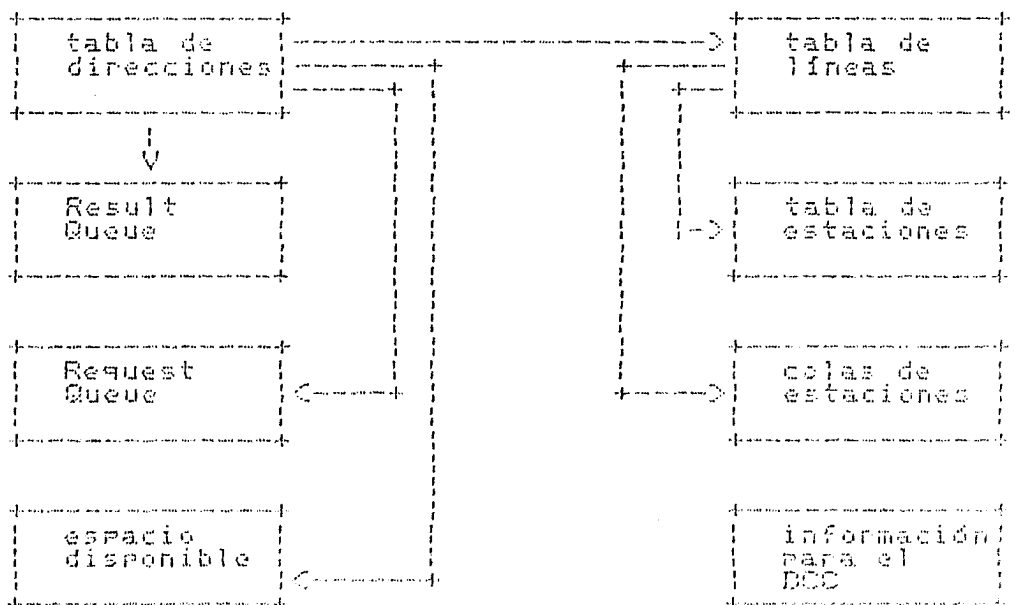 tabla de
direcciones
tabla de
líneas
Result
Queue
tabla de
estaciones
Request
Queue
colas de
estaciones
espacio
disponible
información
para el
DCC